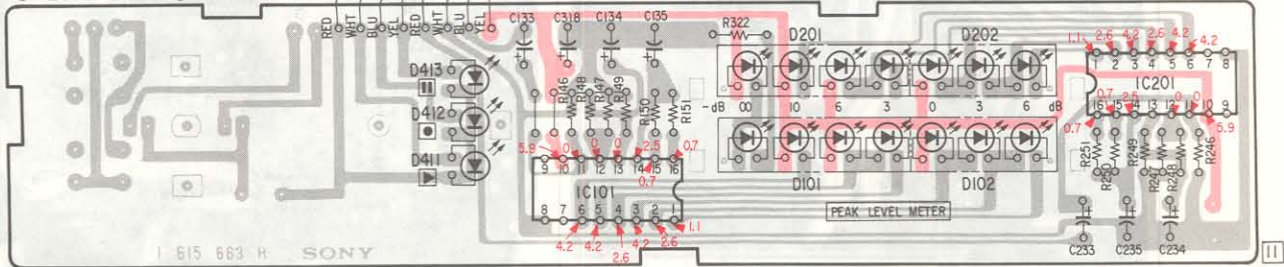 RED
WHT
BLU
YEL
RED
WHT
BLU
YEL
C133
C318
C134
C135
R322
D201
D202
1.1
2.6
4.2
2.6
4.2
4.2
1 2 3 4 5 6 7 8
IC201
16 15 14 13 12 11 10 9
0.7
0.7
2.5
0
0
5.9
D413
D412
D411
R146
R148
R147
R149
R150
R151
- dB 00 10 6 3 0 3 6 dB
R251
R249
R247
R248
R246
5.9
0
0
0
2.5
0.7
0.7
9 10 11 12 13 14 15 16
IC101
8 7 6 5 4 3 2 1
4.2
4.2
2.6
4.2
2.6
1.1
D101
D102
PEAK LEVEL METER
C233
C235
C234
1 615 663 H
SONY
11